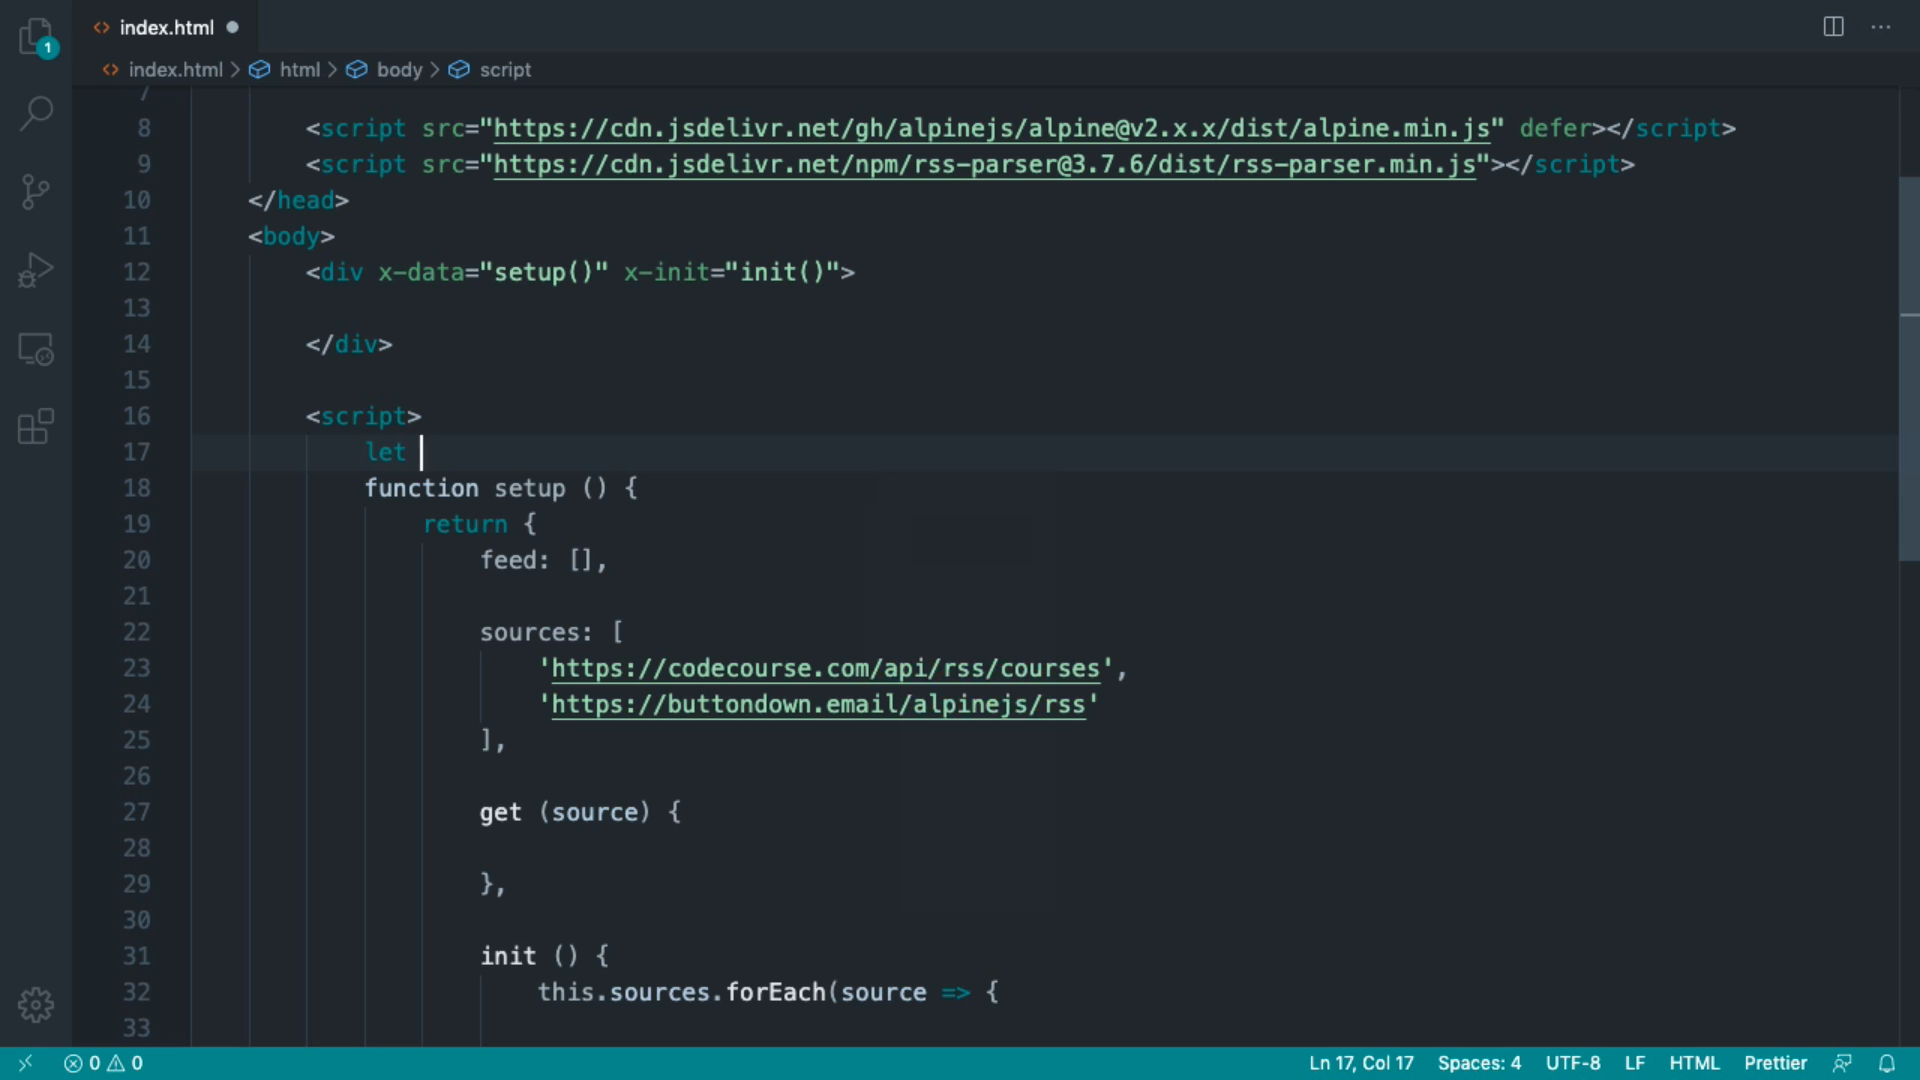 1
index.html
index.html html body script
7
8 <script src="https://cdn.jsdelivr.net/gh/alpinejs/alpine@v2.x.x/dist/alpine.min.js" defer></script>
9 <script src="https://cdn.jsdelivr.net/npm/rss-parser@3.7.6/dist/rss-parser.min.js"></script>
10 </head>
11 <body>
12 <div x-data="setup()" x-init="init()">
13
14 </div>
15
16 <script>
17 let
18 function setup () {
19 return {
20 feed: [],
21
22 sources: [
23 'https://codecourse.com/api/rss/courses',
24 'https://buttondown.email/alpinejs/rss'
25 ],
26
27 get (source) {
28
29 },
30
31 init () {
32 this.sources.forEach(source => {
33
0 0 Ln 17, Col 17 Spaces: 4 UTF-8 LF HTML Prettier